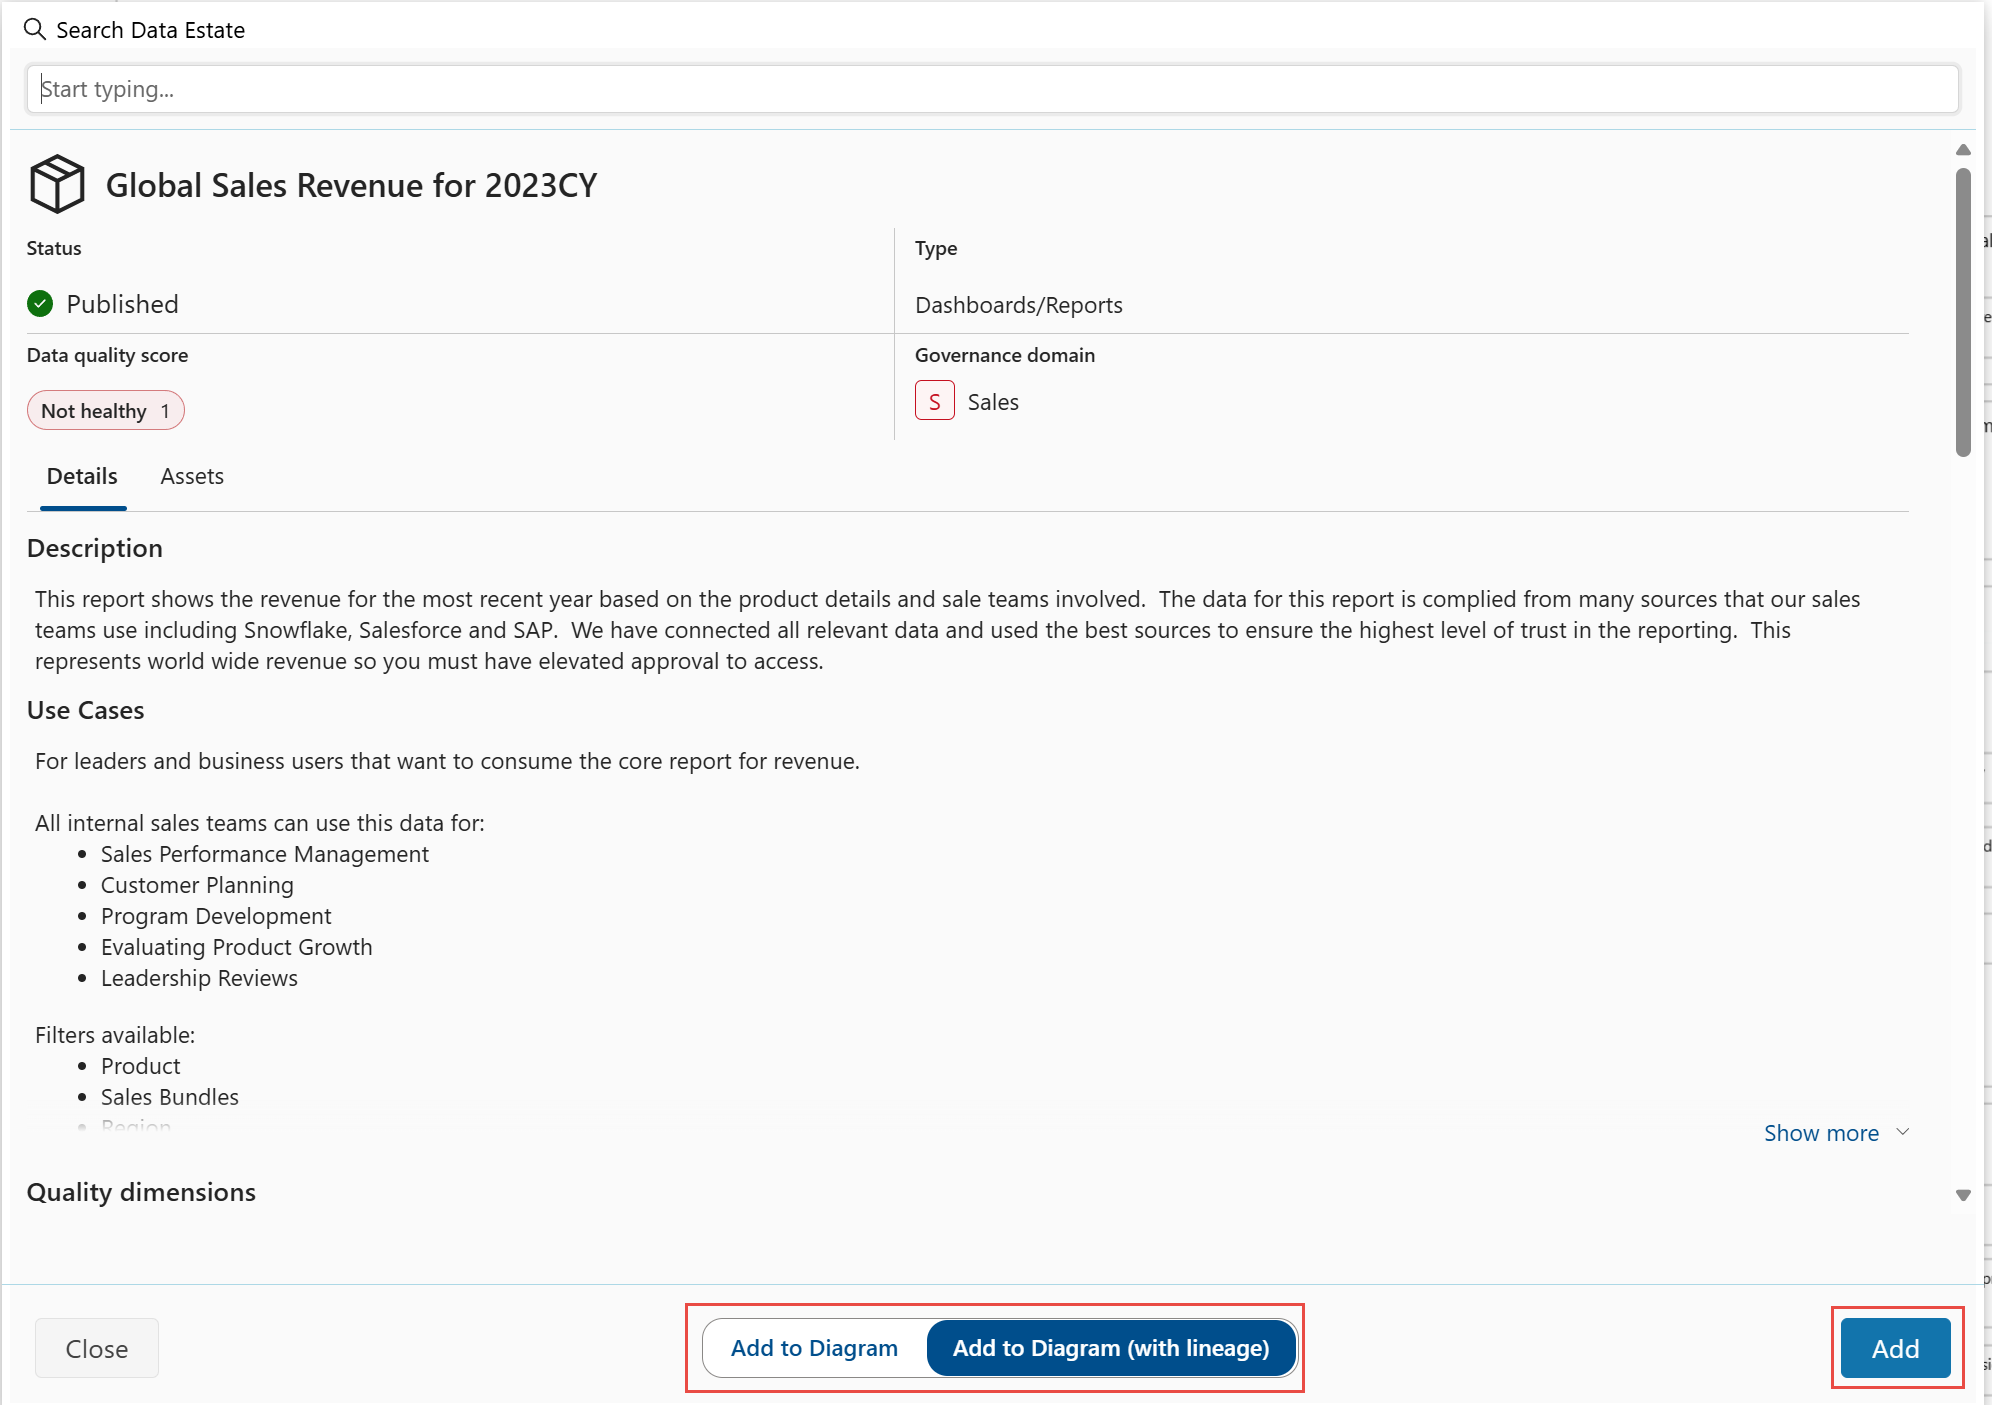 Search Data Estate
Start typing...
Global Sales Revenue for 2023CY
Status
Type
Published
Dashboards/Reports
Data quality score
Governance domain
Not healthy 1
S Sales
Details Assets
Description
This report shows the revenue for the most recent year based on the product details and sale teams involved.  The data for this report is complied from many sources that our sales
teams use including Snowflake, Salesforce and SAP.  We have connected all relevant data and used the best sources to ensure the highest level of trust in the reporting.  This
represents world wide revenue so you must have elevated approval to access.
Use Cases
For leaders and business users that want to consume the core report for revenue.
All internal sales teams can use this data for:
• Sales Performance Management
• Customer Planning
• Program Development
• Evaluating Product Growth
• Leadership Reviews
Filters available:
• Product
• Sales Bundles
• Region
Show more
Quality dimensions
Close
Add to Diagram
Add to Diagram (with lineage)
Add